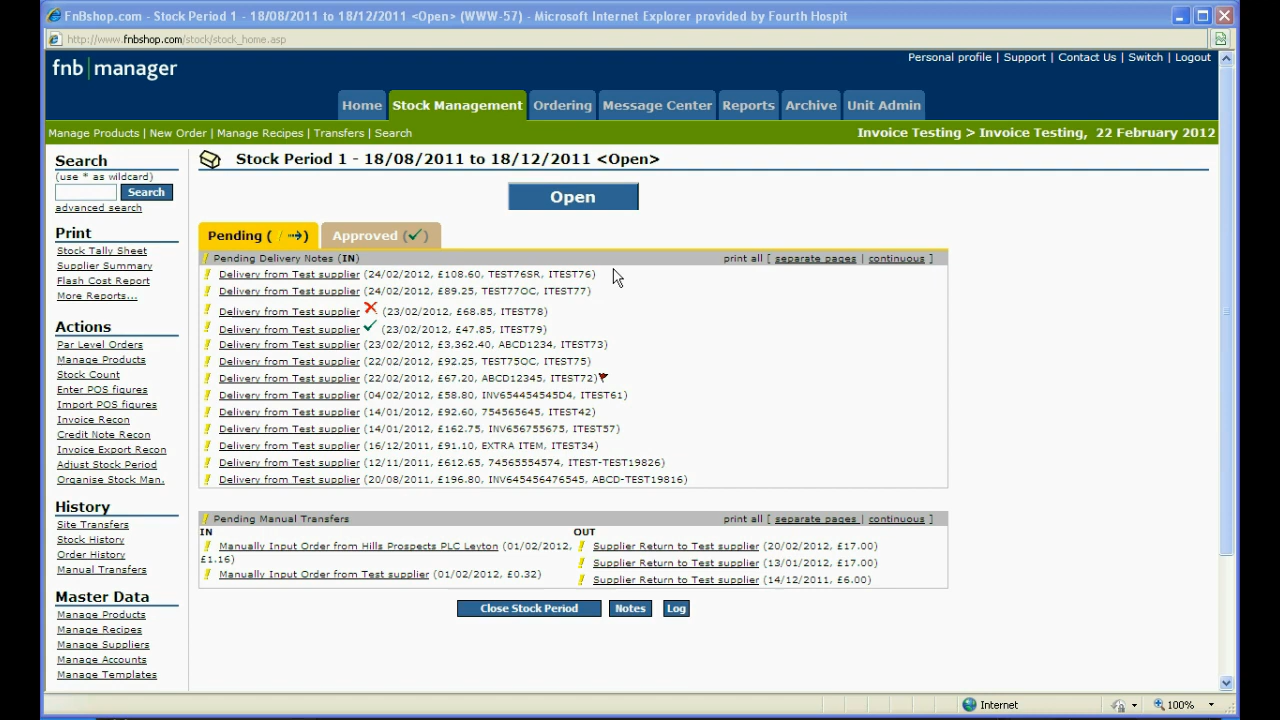 FnBshop.com - Stock Period 1 - 18/08/2011 to 18/12/2011 <Open> (WWW-57) - Microsoft Internet Explorer provided by Fourth Hospit
http://www.fnbshop.com/stock/stock_home.asp
Personal profile | Support | Contact Us | Switch | Logout
fnb|manager
Home Stock Management Ordering Message Center Reports Archive Unit Admin
Manage Products | New Order | Manage Recipes | Transfers | Search Invoice Testing > Invoice Testing, 22 February 2012
Search
(use * as wildcard)
Search
advanced search
Print
Stock Tally Sheet
Supplier Summary
Flash Cost Report
More Reports...
Actions
Par Level Orders
Manage Products
Stock Count
Enter POS figures
Import POS figures
Invoice Recon
Credit Note Recon
Invoice Export Recon
Adjust Stock Period
Organise Stock Man.
History
Site Transfers
Stock History
Order History
Manual Transfers
Master Data
Manage Products
Manage Recipes
Manage Suppliers
Manage Accounts
Manage Templates
Stock Period 1 - 18/08/2011 to 18/12/2011 <Open>
Open
Pending ( / ) Approved ( )
Pending Delivery Notes (IN) print all [ separate pages | continuous ]
Delivery from Test supplier (24/02/2012, £108.60, TEST76SR, ITEST76)
Delivery from Test supplier (24/02/2012, £89.25, TEST77OC, ITEST77)
Delivery from Test supplier (23/02/2012, £68.85, ITEST78)
Delivery from Test supplier (23/02/2012, £47.85, ITEST79)
Delivery from Test supplier (23/02/2012, £3,362.40, ABCD1234, ITEST73)
Delivery from Test supplier (22/02/2012, £92.25, TEST75OC, ITEST75)
Delivery from Test supplier (22/02/2012, £67.20, ABCD12345, ITEST72)
Delivery from Test supplier (04/02/2012, £58.80, INV654454545D4, ITEST61)
Delivery from Test supplier (14/01/2012, £92.60, 754565645, ITEST42)
Delivery from Test supplier (14/01/2012, £162.75, INV656755675, ITEST57)
Delivery from Test supplier (16/12/2011, £91.10, EXTRA ITEM, ITEST34)
Delivery from Test supplier (12/11/2011, £612.65, 74565554574, ITEST-TEST19826)
Delivery from Test supplier (20/08/2011, £196.80, INV645456476545, ABCD-TEST19816)
Pending Manual Transfers print all [ separate pages | continuous ]
IN OUT
Manually Input Order from Hills Prospects PLC Leyton (01/02/2012, £1.16)
Manually Input Order from Test supplier (01/02/2012, £0.32)
Supplier Return to Test supplier (20/02/2012, £17.00)
Supplier Return to Test supplier (13/01/2012, £17.00)
Supplier Return to Test supplier (14/12/2011, £6.00)
Close Stock Period Notes Log
Internet 100%